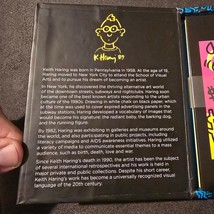 K. Haring 89
Keith Haring was born in Pennsylvania in 1958. At the age of 19,
Haring moved to New York City to attend the School of Visual
Arts and to pursue his dream of becoming an artist.
In New York, he discovered the thriving alternative art world
of the downtown streets, subways and nightclubs. Haring soon
became one of the best known artists responding to the urban
culture of the 1980s. Drawing in white chalk on black paper, which
at the time was used to cover expired advertising panels in the
subway stations, Haring developed a vocabulary of images that
would become his signature: the radiant baby, the barking dog,
and the running figure.
By 1982, Haring was exhibiting in galleries and museums around
the world, and also participating in public projects, including
literacy campaigns and AIDS awareness initiatives. Haring utilized
a variety of media to communicate essential themes to a mass
audience, such as birth, love and war.
Since Keith Haring's death in 1990, the artist has been the subject
of several international retrospectives and his work is held in
major private and public collections. Despite his short career,
Keith Haring's work has become a universally recognized visual
language of the 20th century.